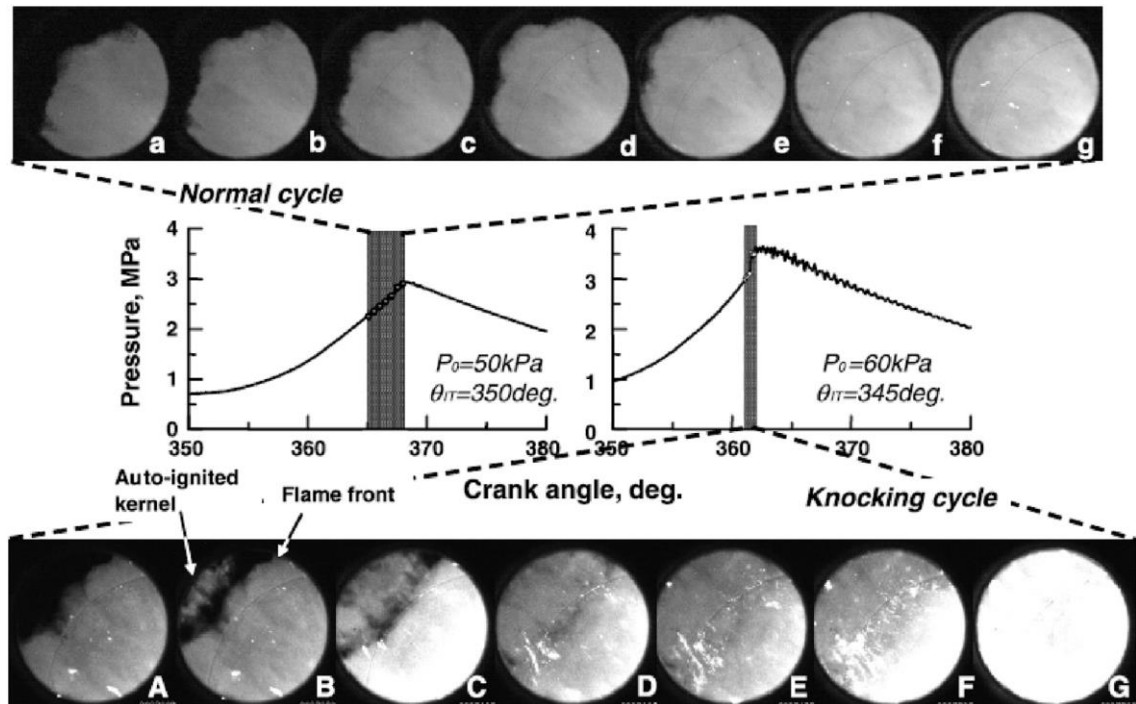 a b c d e f g
Normal cycle
4
3
2
1
0
Pressure, MPa
350 360 370 380
P₀=50kPa
θIT=350deg.
4
3
2
1
0
350 360 370 380
P₀=60kPa
θIT=345deg.
Crank angle, deg.
Auto-ignited
kernel
Flame front
Knocking cycle
A B C D E F G